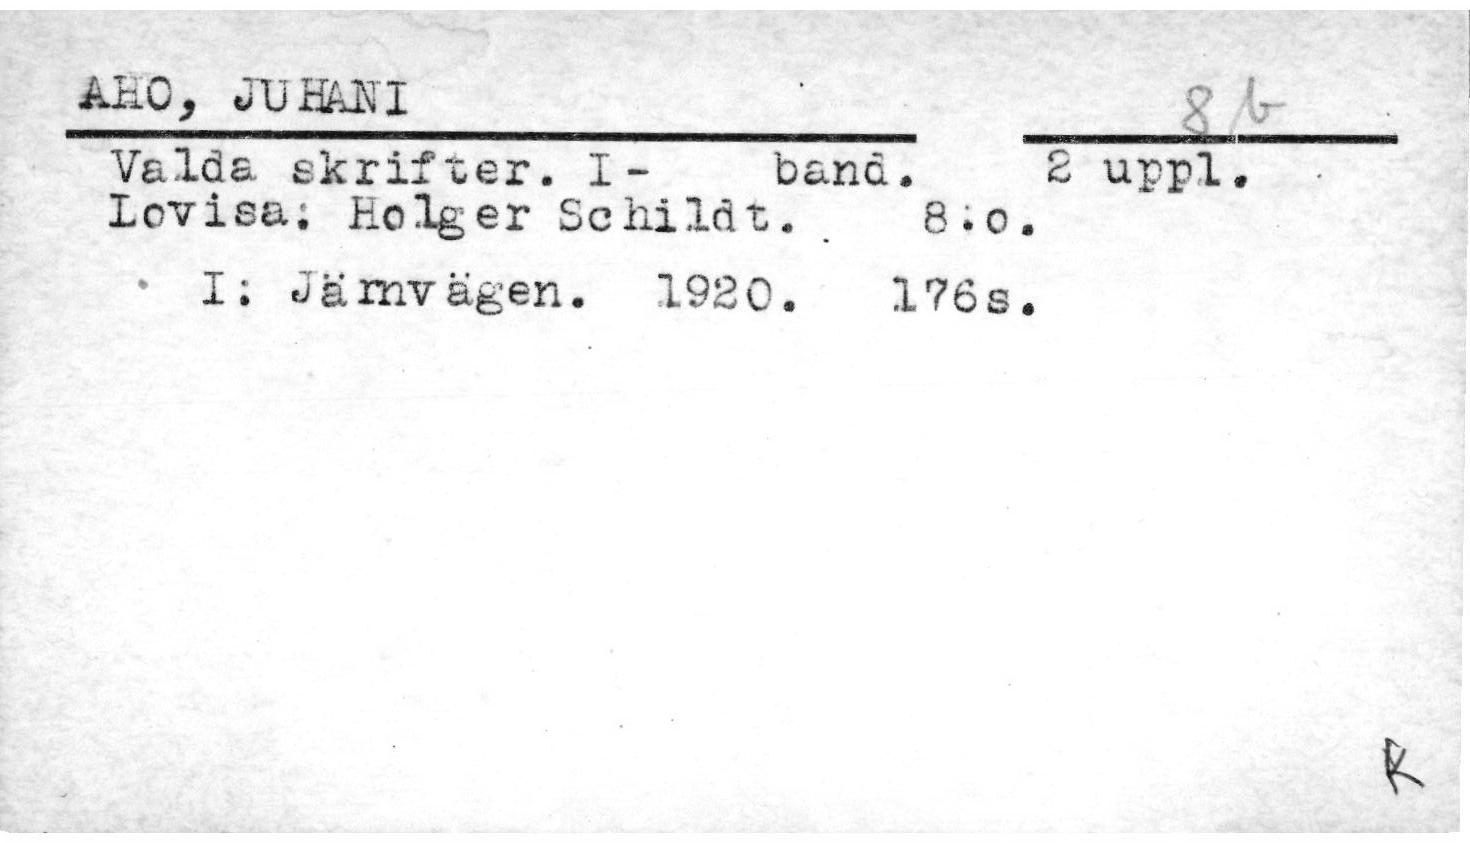 AHO, JUHANI
8 b
Valda skrifter. I- band. 2 uppl.
Lovisa: Holger Schildt. 8:o.
I: Järnvägen. 1920. 176s.
K